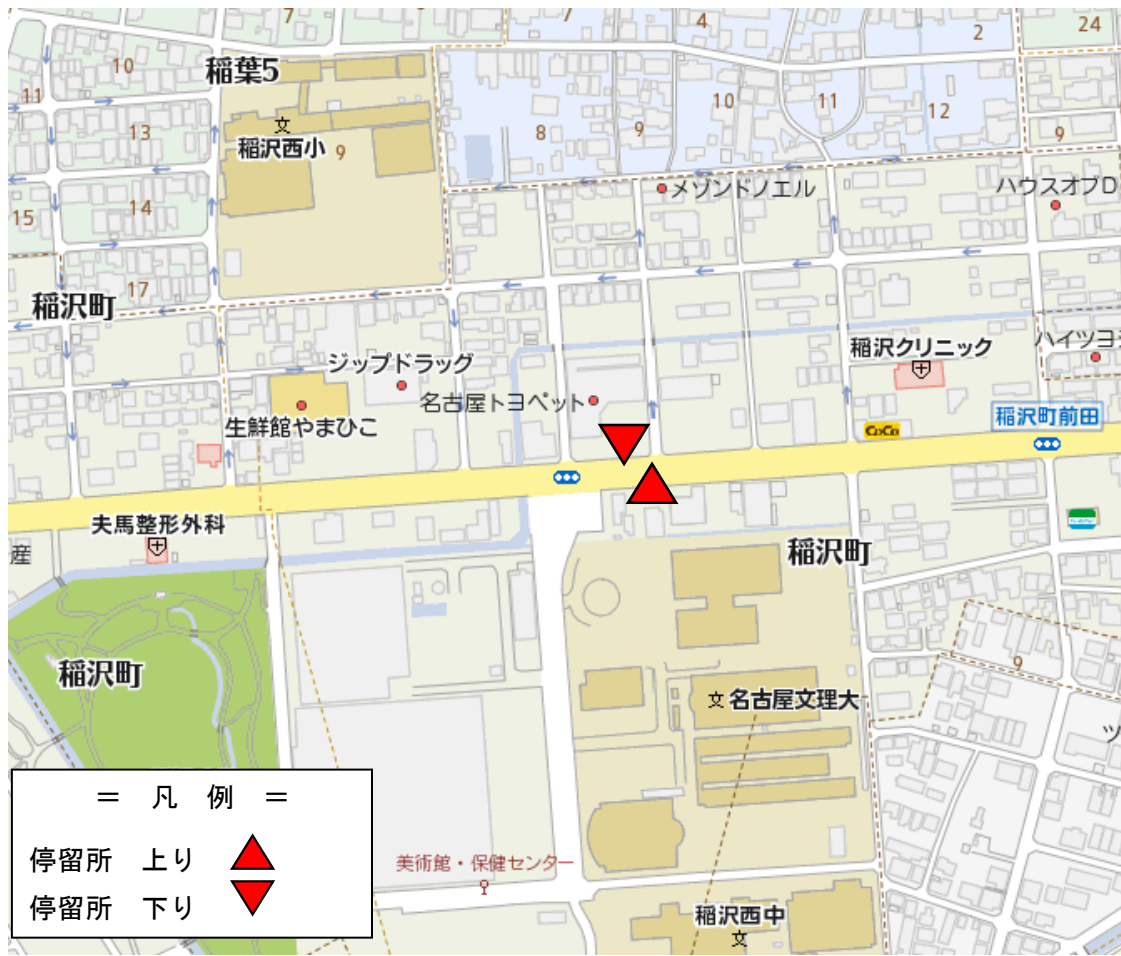 7
7
4
2
24
10
稲葉5
11
10
11
12
13
文
稲沢西小
9
8
9
9
14
メゾンドノエル
ハウスオブD
15
17
稲沢町
ジップドラッグ
稲沢クリニック
名古屋トヨペット
生鮮館やまひこ
稲沢町前田
CoCo
夫馬整形外科
産
稲沢町
稲沢町
9
文 名古屋文理大
ツ
= 凡 例 =
停留所 上り
停留所 下り
美術館・保健センター
稲沢西中
文